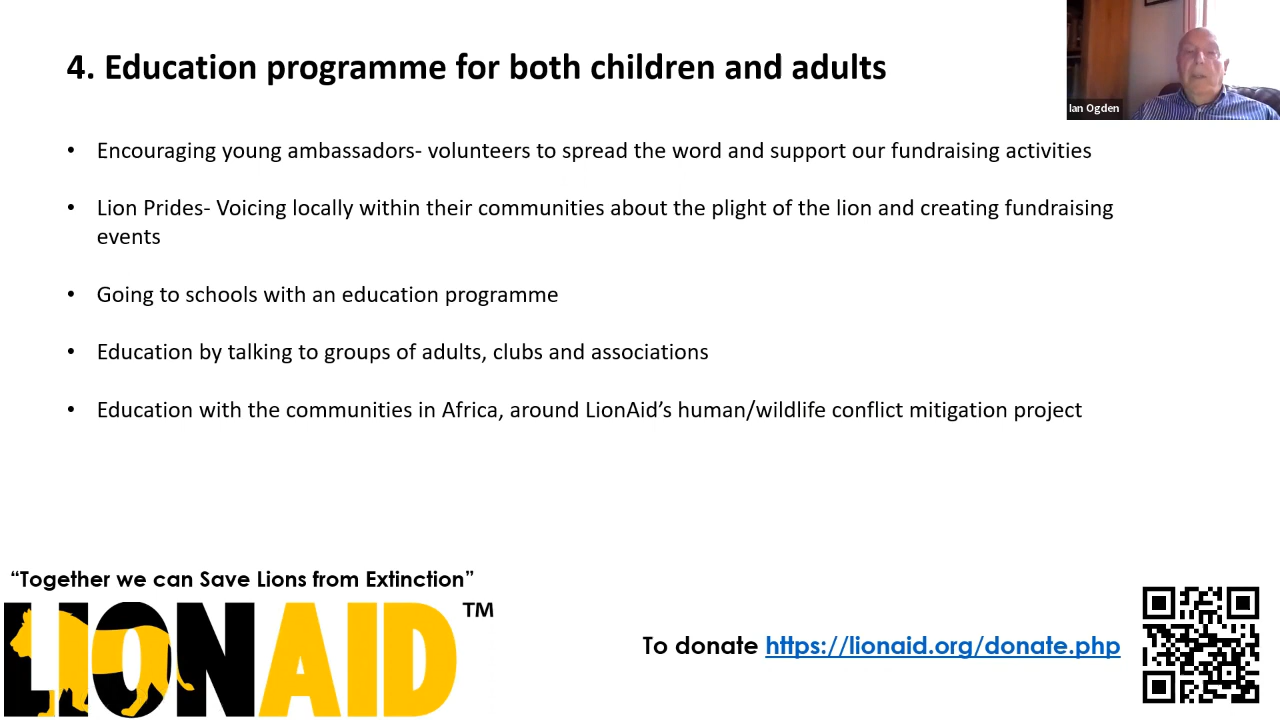 4. Education programme for both children and adults
Ian Ogden
• Encouraging young ambassadors- volunteers to spread the word and support our fundraising activities
• Lion Prides- Voicing locally within their communities about the plight of the lion and creating fundraising
events
• Going to schools with an education programme
• Education by talking to groups of adults, clubs and associations
• Education with the communities in Africa, around LionAid’s human/wildlife conflict mitigation project
“Together we can Save Lions from Extinction”
LIONAID™
To donate https://lionaid.org/donate.php